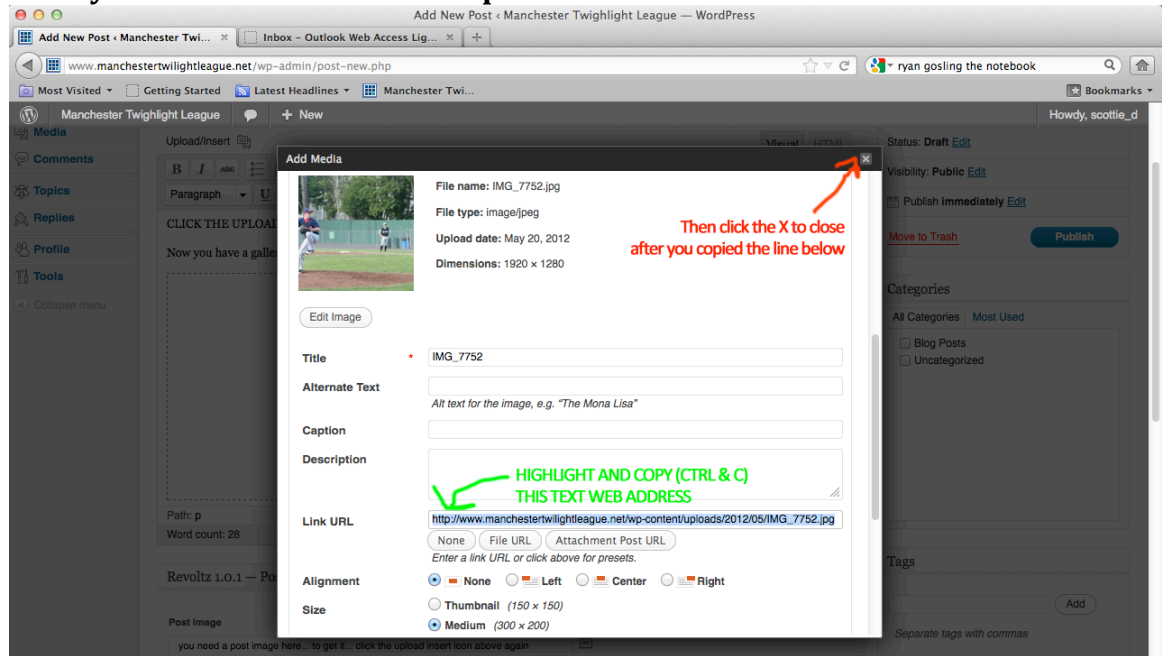 Add New Post ‹ Manchester Twighlight League — WordPress
Add New Post ‹ Manchester Twi...
Inbox – Outlook Web Access Lig...
www.manchestertwilightleague.net/wp-admin/post-new.php
ryan gosling the notebook
Most Visited
Getting Started
Latest Headlines
Manchester Twi...
Bookmarks
Manchester Twighlight League
+ New
Howdy, scottie_d
Media
Comments
Topics
Replies
Profile
Tools
Collapse menu
Upload/Insert
Visual
HTML
B I ABC
Paragraph
U
CLICK THE UPLOA
Now you have a galle
Path: p
Word count: 28
Revoltz 1.0.1 — Po
Post Image
you need a post image here... to get it... click the upload insert icon above again
Add Media
File name: IMG_7752.jpg
File type: image/jpeg
Upload date: May 20, 2012
Dimensions: 1920 × 1280
Then click the X to close
after you copied the line below
Edit Image
Title *
IMG_7752
Alternate Text
Alt text for the image, e.g. “The Mona Lisa”
Caption
Description
HIGHLIGHT AND COPY (CTRL & C)
THIS TEXT WEB ADDRESS
Link URL
http://www.manchestertwilightleague.net/wp-content/uploads/2012/05/IMG_7752.jpg
None
File URL
Attachment Post URL
Enter a link URL or click above for presets.
Alignment
None
Left
Center
Right
Size
Thumbnail (150 × 150)
Medium (300 × 200)
Status: Draft Edit
Visibility: Public Edit
Publish immediately Edit
Move to Trash
Publish
Categories
All Categories
Most Used
Blog Posts
Uncategorized
Tags
Add
Separate tags with commas